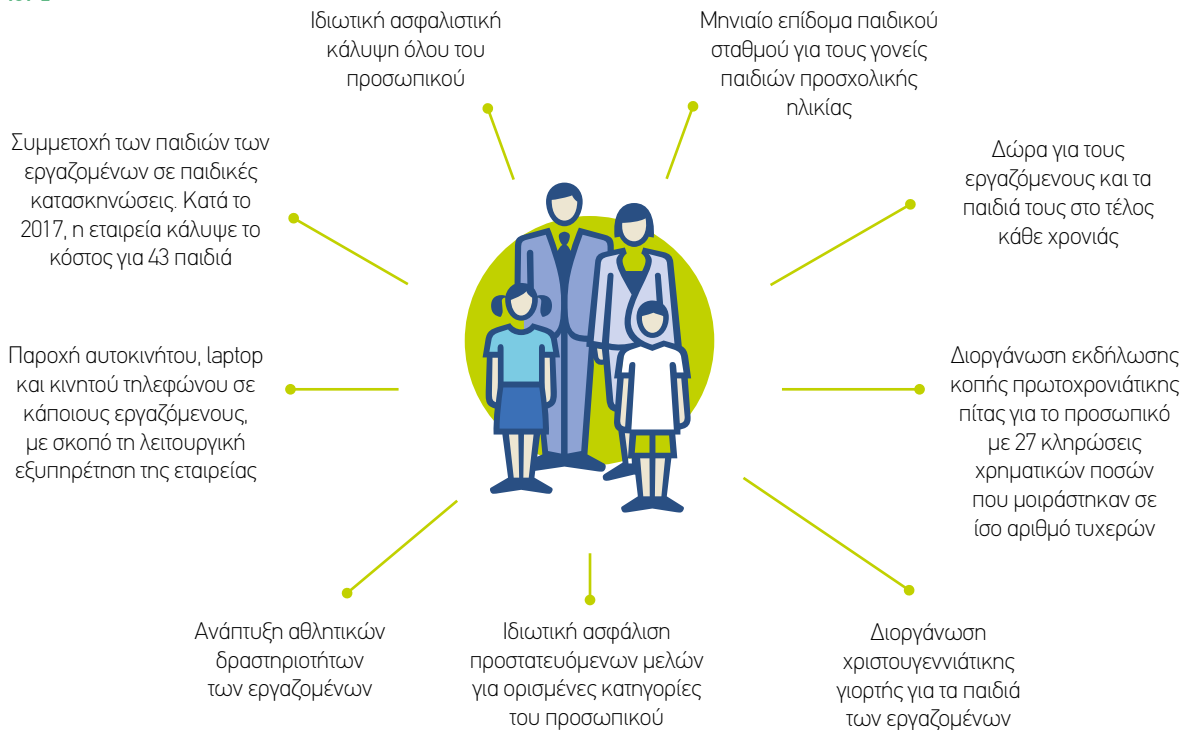 Ιδιωτική ασφαλιστική
κάλυψη όλου του
προσωπικού
Μηνιαίο επίδομα παιδικού
σταθμού για τους γονείς
παιδιών προσχολικής
ηλικίας
Συμμετοχή των παιδιών των
εργαζομένων σε παιδικές
κατασκηνώσεις. Κατά το
2017, η εταιρεία κάλυψε το
κόστος για 43 παιδιά
Δώρα για τους
εργαζόμενους και τα
παιδιά τους στο τέλος
κάθε χρονιάς
Παροχή αυτοκινήτου, laptop
και κινητού τηλεφώνου σε
κάποιους εργαζόμενους,
με σκοπό τη λειτουργική
εξυπηρέτηση της εταιρείας
Διοργάνωση εκδήλωσης
κοπής πρωτοχρονιάτικης
πίτας για το προσωπικό
με 27 κληρώσεις
χρηματικών ποσών
που μοιράστηκαν σε
ίσο αριθμό τυχερών
Ανάπτυξη αθλητικών
δραστηριοτήτων
των εργαζομένων
Ιδιωτική ασφάλιση
προστατευόμενων μελών
για ορισμένες κατηγορίες
του προσωπικού
Διοργάνωση
χριστουγεννιάτικης
γιορτής για τα παιδιά
των εργαζομένων